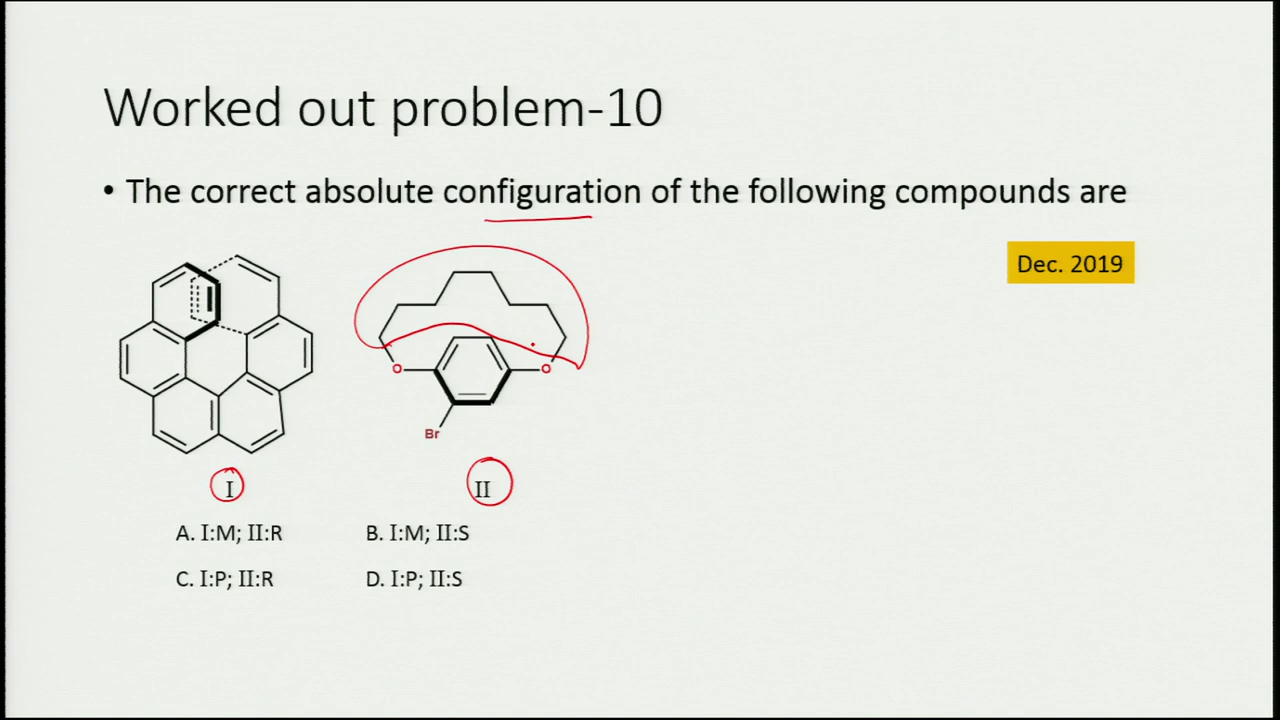 Worked out problem-10
• The correct absolute configuration of the following compounds are
Dec. 2019
O
O
Br
I
II
A. I:M; II:R
B. I:M; II:S
C. I:P; II:R
D. I:P; II:S